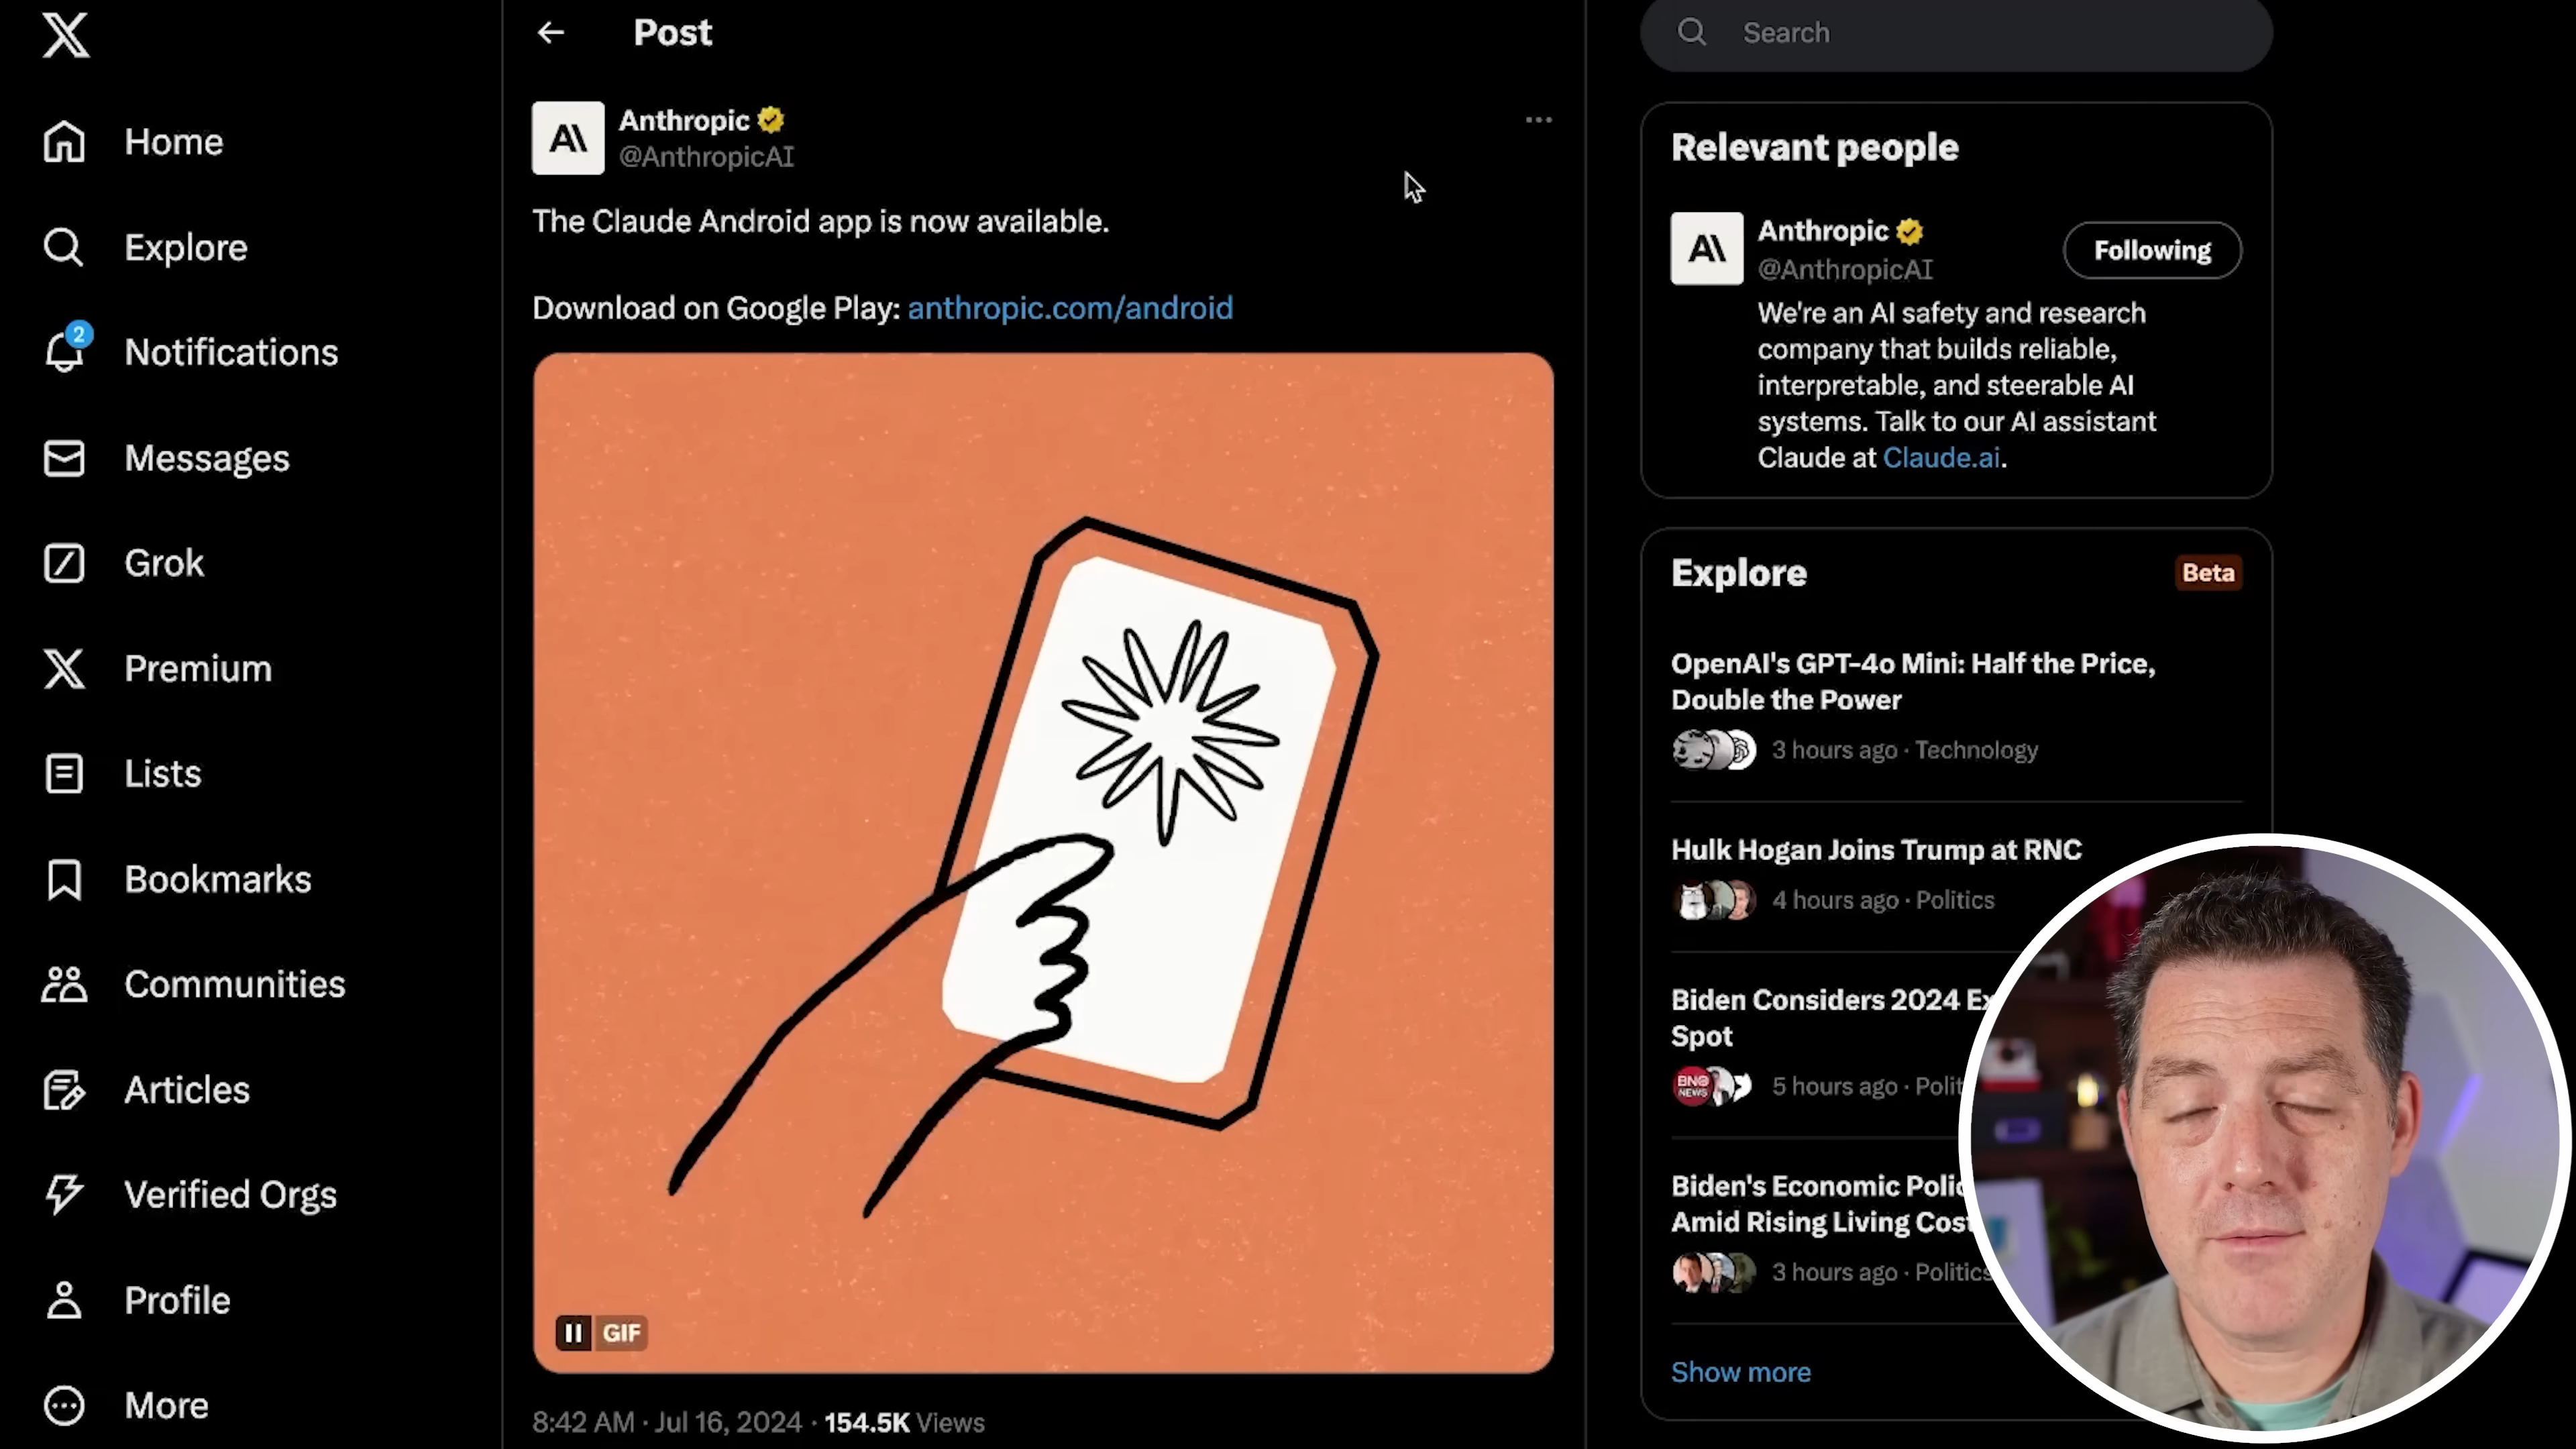 Home
Explore
2
Notifications
Messages
Grok
Premium
Lists
Bookmarks
Communities
Articles
Verified Orgs
Profile
More
Post
A\
Anthropic
@AnthropicAI
The Claude Android app is now available.
Download on Google Play: anthropic.com/android
GIF
8:42 AM · Jul 16, 2024 · 154.5K Views
Search
Relevant people
A\
Anthropic
@AnthropicAI
Following
We're an AI safety and research
company that builds reliable,
interpretable, and steerable AI
systems. Talk to our AI assistant
Claude at Claude.ai.
Explore
Beta
OpenAI's GPT-4o Mini: Half the Price,
Double the Power
3 hours ago · Technology
Hulk Hogan Joins Trump at RNC
4 hours ago · Politics
Biden Considers 2024
Spot
BNO
NEWS
5 hours ago ·
Biden's Economic
Amid Rising Living
3 hours ago · Politics
Show more